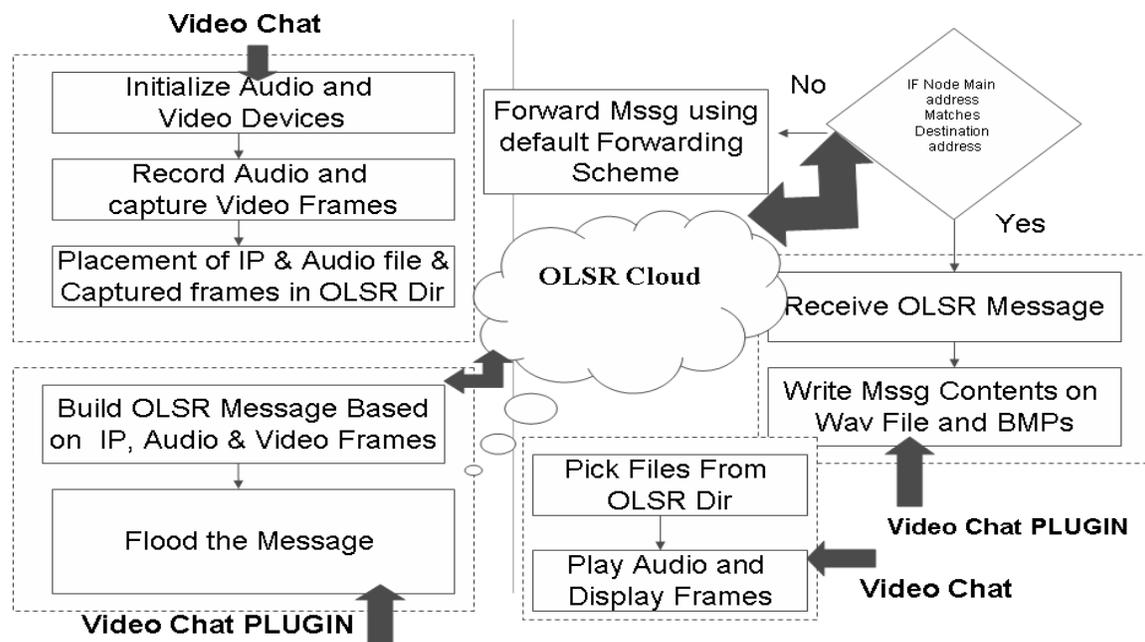 Video Chat
Initialize Audio and
Video Devices
Record Audio and
capture Video Frames
Placement of IP & Audio file &
Captured frames in OLSR Dir
Build OLSR Message Based
on IP, Audio & Video Frames
Flood the Message
Video Chat PLUGIN
Forward Mssg using
default Forwarding
Scheme
No
IF Node Main
address
Matches
Destination
address
Yes
OLSR Cloud
Receive OLSR Message
Write Mssg Contents on
Wav File and BMPs
Video Chat PLUGIN
Pick Files From
OLSR Dir
Play Audio and
Display Frames
Video Chat